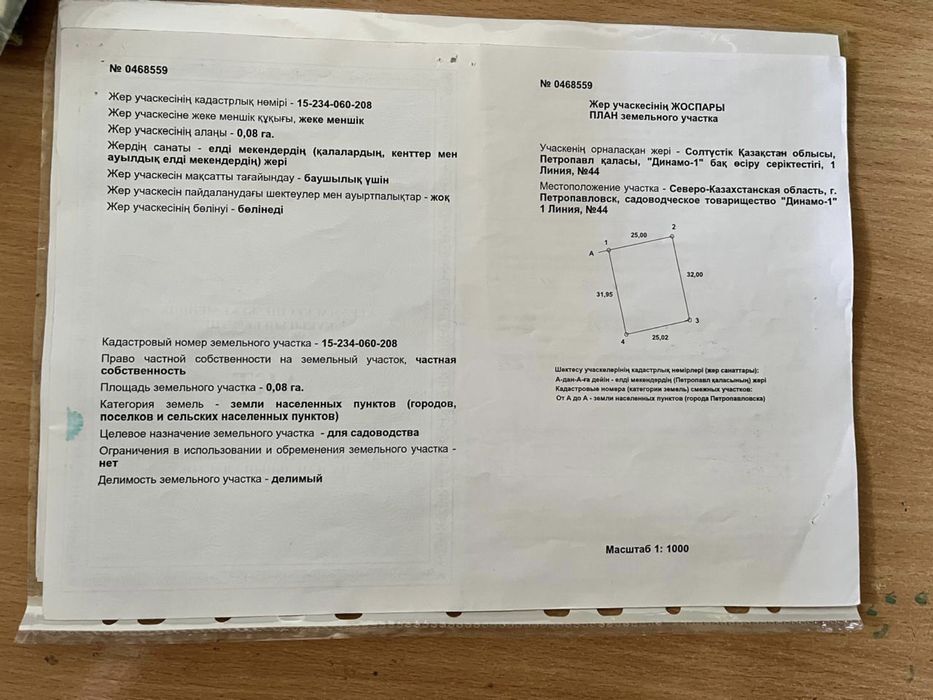 № 0468559
Жер учаскесінің кадастрлық нөмірі - 15-234-060-208
Жер учаскесіне жеке меншік құқығы, жеке меншік
Жер учаскесінің алаңы - 0,08 га.
Жердің санаты - елді мекендердің (қалалардың, кенттер мен
ауылдық елді мекендердің) жері
Жер учаскесін мақсатты тағайындау - баушылық үшін
Жер учаскесін пайдаланудағы шектеулер мен ауыртпалықтар - жоқ
Жер учаскесінің бөлінуі - бөлінеді
Кадастровый номер земельного участка - 15-234-060-208
Право частной собственности на земельный участок, частная
собственность
Площадь земельного участка - 0,08 га.
Категория земель - земли населенных пунктов (городов,
поселков и сельских населенных пунктов)
Целевое назначение земельного участка - для садоводства
Ограничения в использовании и обременения земельного участка -
нет
Делимость земельного участка - делимый
№ 0468559
Жер учаскесінің ЖОСПАРЫ
ПЛАН земельного участка
Учаскенің орналасқан жері - Солтүстік Қазақстан облысы,
Петропавл қаласы, "Динамо-1" бақ өсіру серіктестігі, 1
Линия, №44
Местоположение участка - Северо-Казахстанская область, г.
Петропавловск, садоводческое товарищество "Динамо-1"
1 Линия, №44
2
25,00
1
А
32,00
31,95
3
25,02
4
Шектесу учаскелерінің кадастрлық нөмірлері (жер санаттары):
А-дан-А-ға дейін - елді мекендердің (Петропавл қаласының) жері
Кадастровые номера (категории земель) смежных участков:
От А до А - земли населенных пунктов (города Петропавловска)
Масштаб 1: 1000